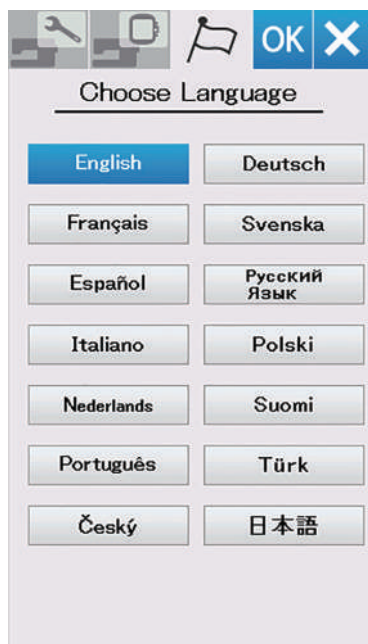 OK
Choose Language
English
Deutsch
Français
Svenska
Español
Русский
Язык
Italiano
Polski
Nederlands
Suomi
Português
Türk
Český
日本語